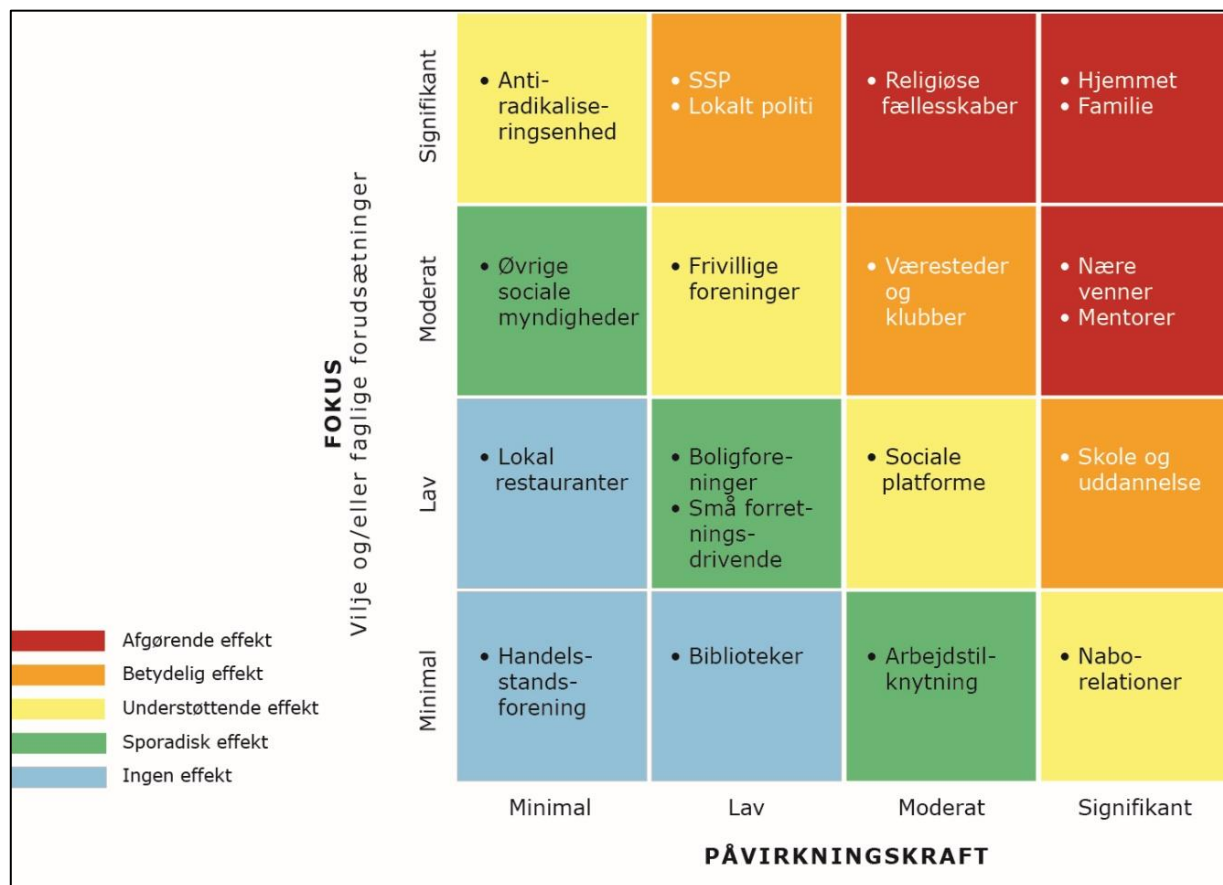 Signifikant
• Anti-
radikalise-
ringsenhed
• SSP
• Lokalt politi
• Religiøse
fællesskaber
• Hjemmet
• Familie
Moderat
• Øvrige
sociale
myndigheder
• Frivillige
foreninger
• Væresteder
og
klubber
• Nære
venner
• Mentorer
FOKUS
Vilje og/eller faglige forudsætninger
Lav
• Lokal
restauranter
• Boligfore-
ninger
• Små forret-
nings-
drivende
• Sociale
platforme
• Skole og
uddannelse
Minimal
• Handels-
stands-
forening
• Biblioteker
• Arbejdstil-
knytning
• Nabo-
relationer
Afgørende effekt
Betydelig effekt
Understøttende effekt
Sporadisk effekt
Ingen effekt
Minimal
Lav
Moderat
Signifikant
PÅVIRKNINGSKRAFT